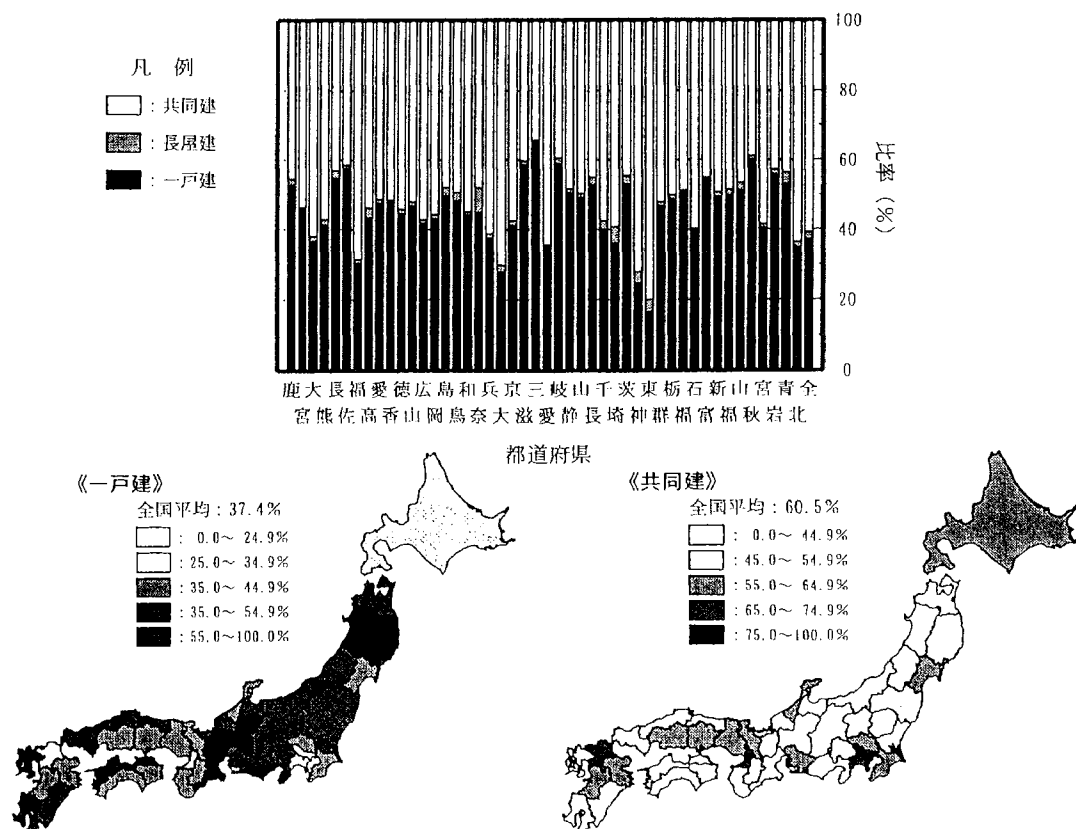 凡 例
：共同建
：長屋建
：一戸建
100
80
60
40
20
0
比率 (%)
鹿 大 長 福 愛 徳 広 島 和 兵 京 三 岐 山 千 茨 東 栃 石 新 山 宮 青 全
宮 熊 佐 高 香 山 岡 鳥 奈 大 滋 愛 静 長 埼 神 群 福 富 福 秋 岩 北
都道府県
《一戸建》
全国平均：37.4%
： 0.0～ 24.9%
：25.0～ 34.9%
：35.0～ 44.9%
：35.0～ 54.9%
：55.0～100.0%
《共同建》
全国平均：60.5%
： 0.0～ 44.9%
：45.0～ 54.9%
：55.0～ 64.9%
：65.0～ 74.9%
：75.0～100.0%